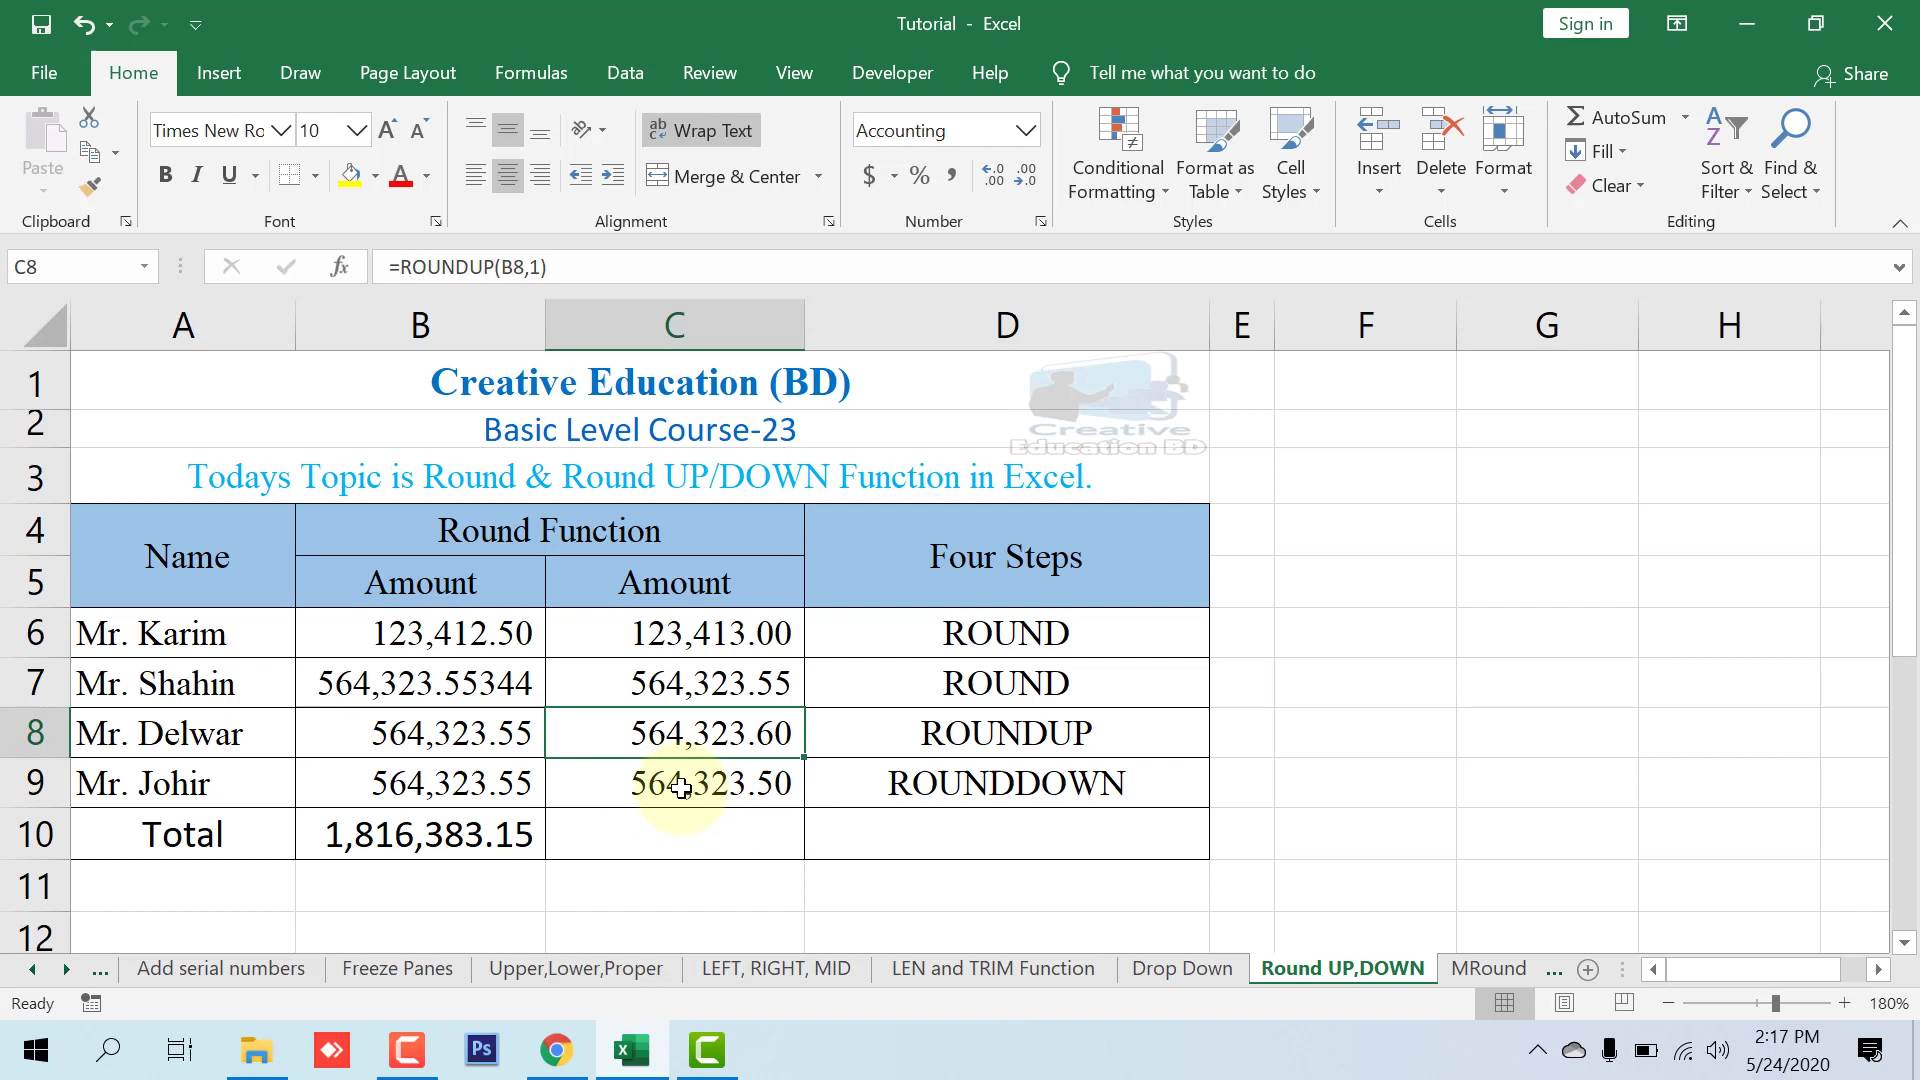 Tutorial - Excel
Sign in
File Home Insert Draw Page Layout Formulas Data Review View Developer Help Tell me what you want to do Share
Paste
Times New Ro 10
Wrap Text
Merge & Center
Accounting
$ % ,
Conditional Formatting
Format as Table
Cell Styles
Insert
Delete
Format
AutoSum
Fill
Clear
Sort & Filter
Find & Select
Clipboard Font Alignment Number Styles Cells Editing
C8 fx =ROUNDUP(B8,1)
A B C D E F G H
1 Creative Education (BD)
Creative
Education BD
2 Basic Level Course-23
3 Todays Topic is Round & Round UP/DOWN Function in Excel.
4 Name Round Function Four Steps
5 Amount Amount
6 Mr. Karim 123,412.50 123,413.00 ROUND
7 Mr. Shahin 564,323.55344 564,323.55 ROUND
8 Mr. Delwar 564,323.55 564,323.60 ROUNDUP
9 Mr. Johir 564,323.55 564,323.50 ROUNDDOWN
10 Total 1,816,383.15
11
12
... Add serial numbers Freeze Panes Upper,Lower,Proper LEFT, RIGHT, MID LEN and TRIM Function Drop Down Round UP,DOWN MRound ...
Ready 180%
Ps
2:17 PM
5/24/2020